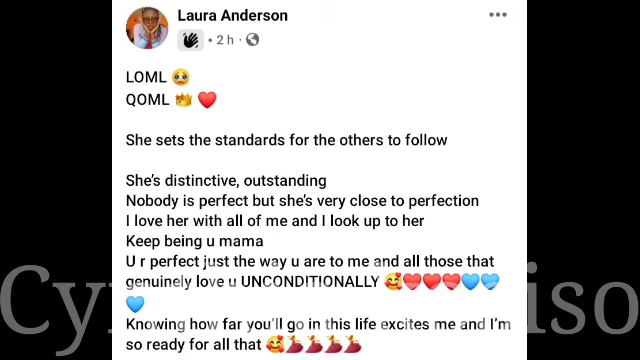 Laura Anderson
• 2 h •
LOML 🥹
QOML 👑 ❤️
She sets the standards for the others to follow
She's distinctive, outstanding
Nobody is perfect but she's very close to perfection
I love her with all of me and I look up to her
Keep being u mama
U r perfect just the way u are to me and all those that
genuinely love u UNCONDITIONALLY 🥰❤️❤️❤️💙💙
💙
Knowing how far you'll go in this life excites me and I'm
so ready for all that 🥰💃🏾💃🏾💃🏾💃🏾